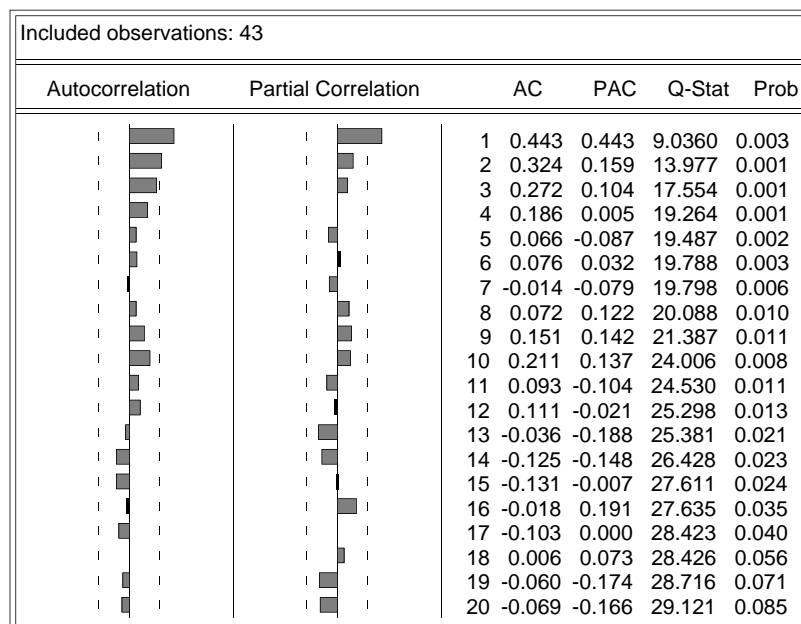 Included observations: 43
Autocorrelation Partial Correlation AC PAC Q-Stat Prob
1 0.443 0.443 9.0360 0.003
2 0.324 0.159 13.977 0.001
3 0.272 0.104 17.554 0.001
4 0.186 0.005 19.264 0.001
5 0.066 -0.087 19.487 0.002
6 0.076 0.032 19.788 0.003
7 -0.014 -0.079 19.798 0.006
8 0.072 0.122 20.088 0.010
9 0.151 0.142 21.387 0.011
10 0.211 0.137 24.006 0.008
11 0.093 -0.104 24.530 0.011
12 0.111 -0.021 25.298 0.013
13 -0.036 -0.188 25.381 0.021
14 -0.125 -0.148 26.428 0.023
15 -0.131 -0.007 27.611 0.024
16 -0.018 0.191 27.635 0.035
17 -0.103 0.000 28.423 0.040
18 0.006 0.073 28.426 0.056
19 -0.060 -0.174 28.716 0.071
20 -0.069 -0.166 29.121 0.085